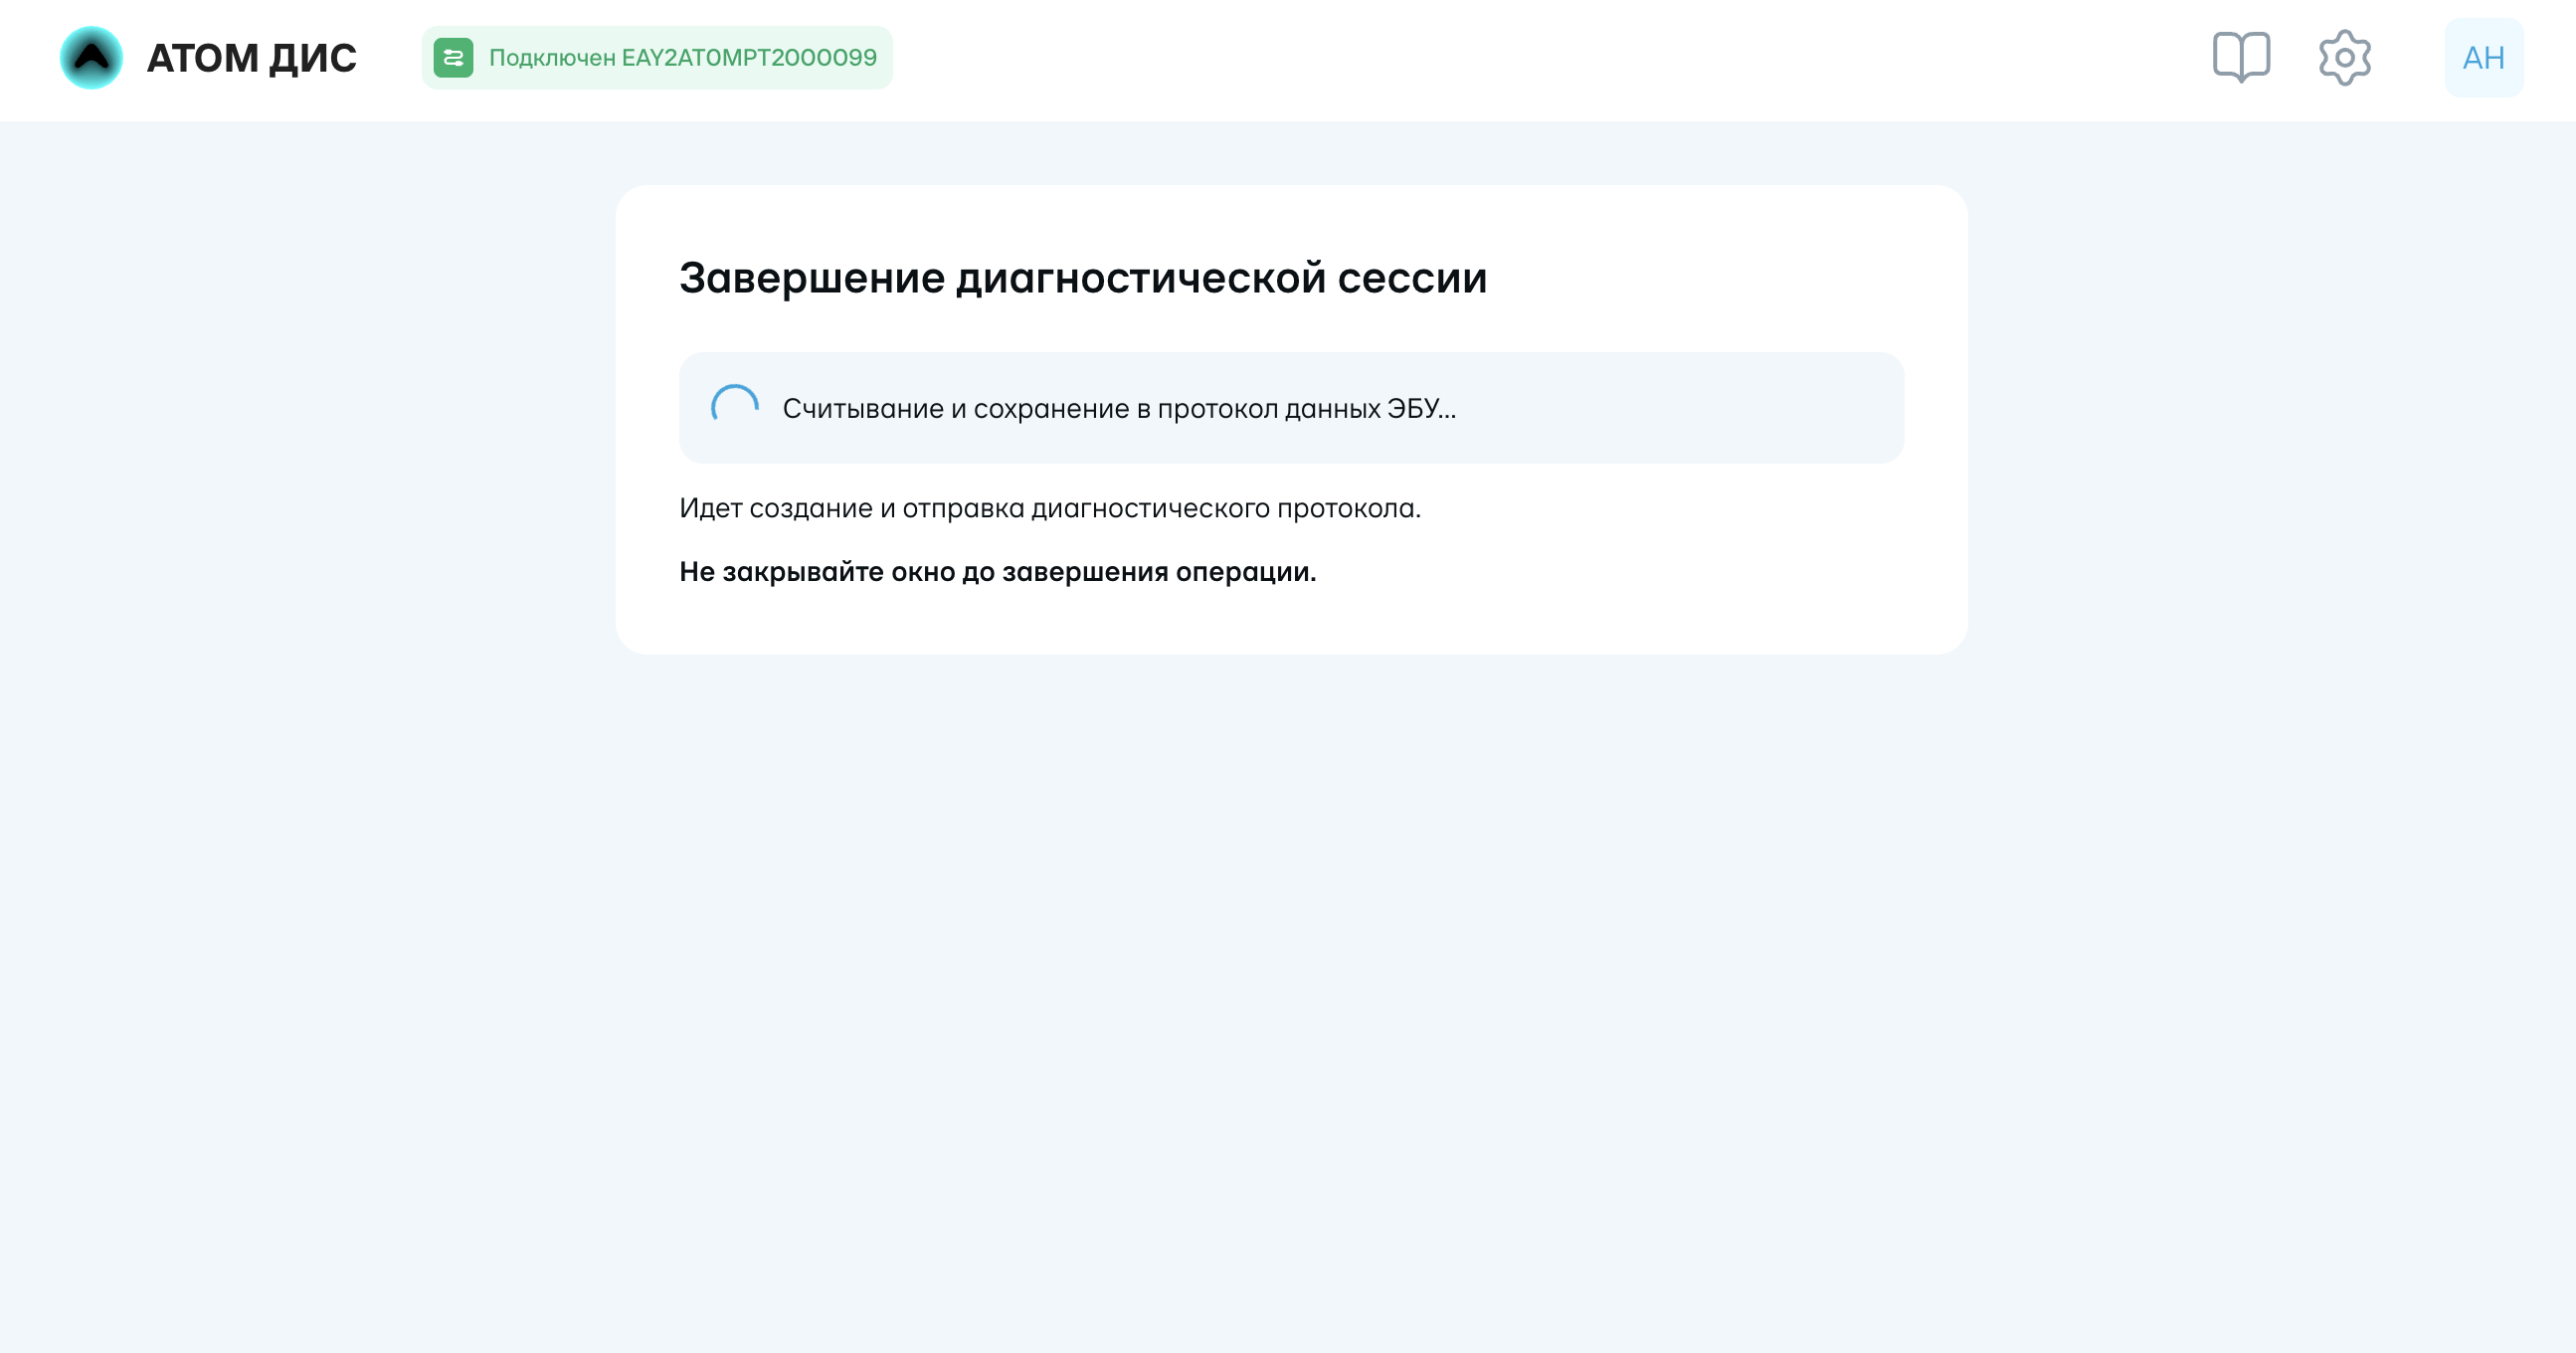 АТОМ ДИС
Подключен EAY2AT0MPT2000099
АН
Завершение диагностической сессии
Считывание и сохранение в протокол данных ЭБУ...
Идет создание и отправка диагностического протокола.
Не закрывайте окно до завершения операции.